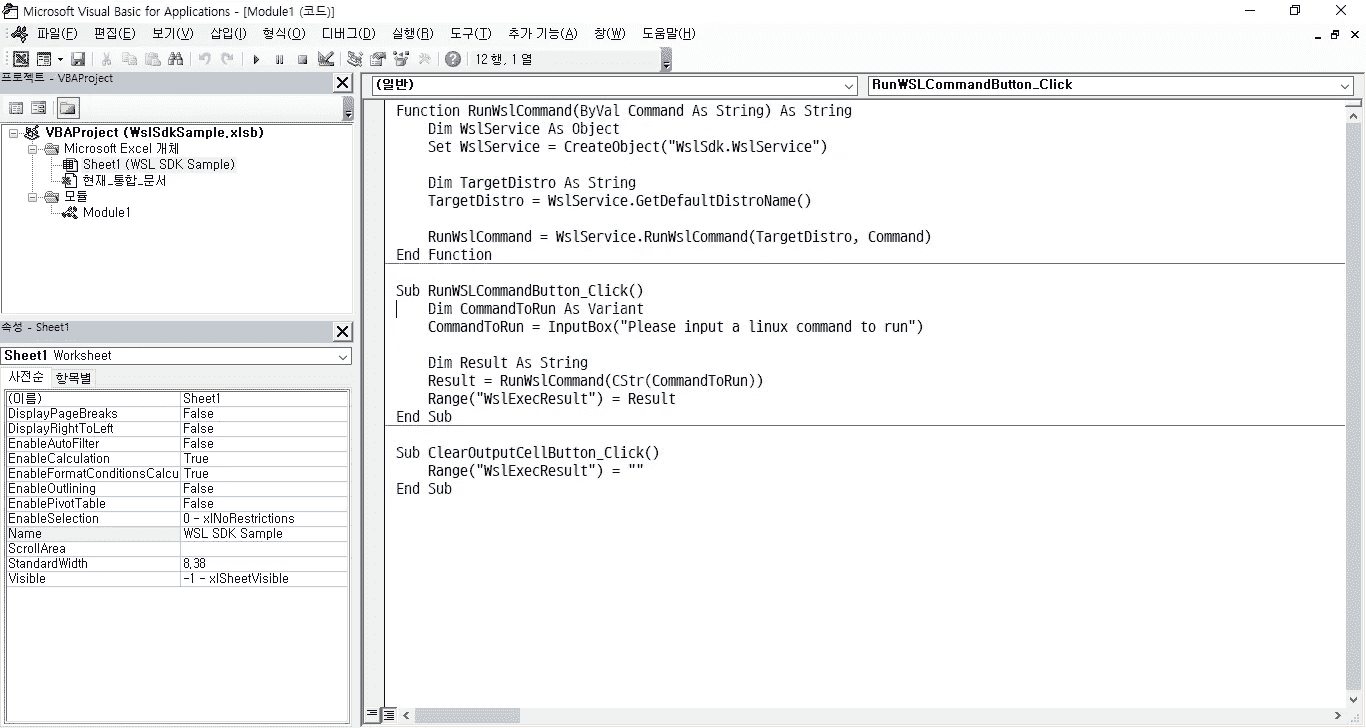 Microsoft Visual Basic for Applications - [Module1 (코드)]
파일(F) 편집(E) 보기(V) 삽입(I) 형식(O) 디버그(D) 실행(R) 도구(T) 추가 기능(A) 창(W) 도움말(H)
12 행, 1 열
프로젝트 - VBAProject
VBAProject (WslSdkSample.xlsb)
Microsoft Excel 개체
Sheet1 (WSL SDK Sample)
현재_통합_문서
모듈
Module1
속성 - Sheet1
Sheet1 Worksheet
사전순 항목별
(이름) Sheet1
DisplayPageBreaks False
DisplayRightToLeft False
EnableAutoFilter False
EnableCalculation True
EnableFormatConditionsCalcu True
EnableOutlining False
EnablePivotTable False
EnableSelection 0 - xlNoRestrictions
Name WSL SDK Sample
ScrollArea
StandardWidth 8,38
Visible -1 - xlSheetVisible
(일반) RunWSLCommandButton_Click
Function RunWslCommand(ByVal Command As String) As String
Dim WslService As Object
Set WslService = CreateObject("WslSdk.WslService")
Dim TargetDistro As String
TargetDistro = WslService.GetDefaultDistroName()
RunWslCommand = WslService.RunWslCommand(TargetDistro, Command)
End Function
Sub RunWSLCommandButton_Click()
Dim CommandToRun As Variant
CommandToRun = InputBox("Please input a linux command to run")
Dim Result As String
Result = RunWslCommand(CStr(CommandToRun))
Range("WslExecResult") = Result
End Sub
Sub ClearOutputCellButton_Click()
Range("WslExecResult") = ""
End Sub